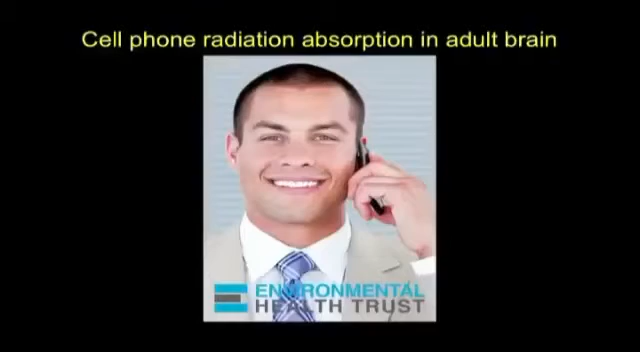 Cell phone radiation absorption in adult brain
ENVIRONMENTAL
HEALTH TRUST